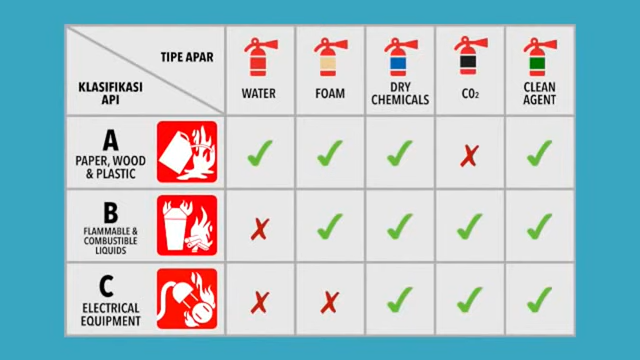 TIPE APAR
KLASIFIKASI
API
WATER
FOAM
DRY
CHEMICALS
CO₂
CLEAN
AGENT
A
PAPER, WOOD
& PLASTIC
B
FLAMMABLE &
COMBUSTIBLE
LIQUIDS
C
ELECTRICAL
EQUIPMENT